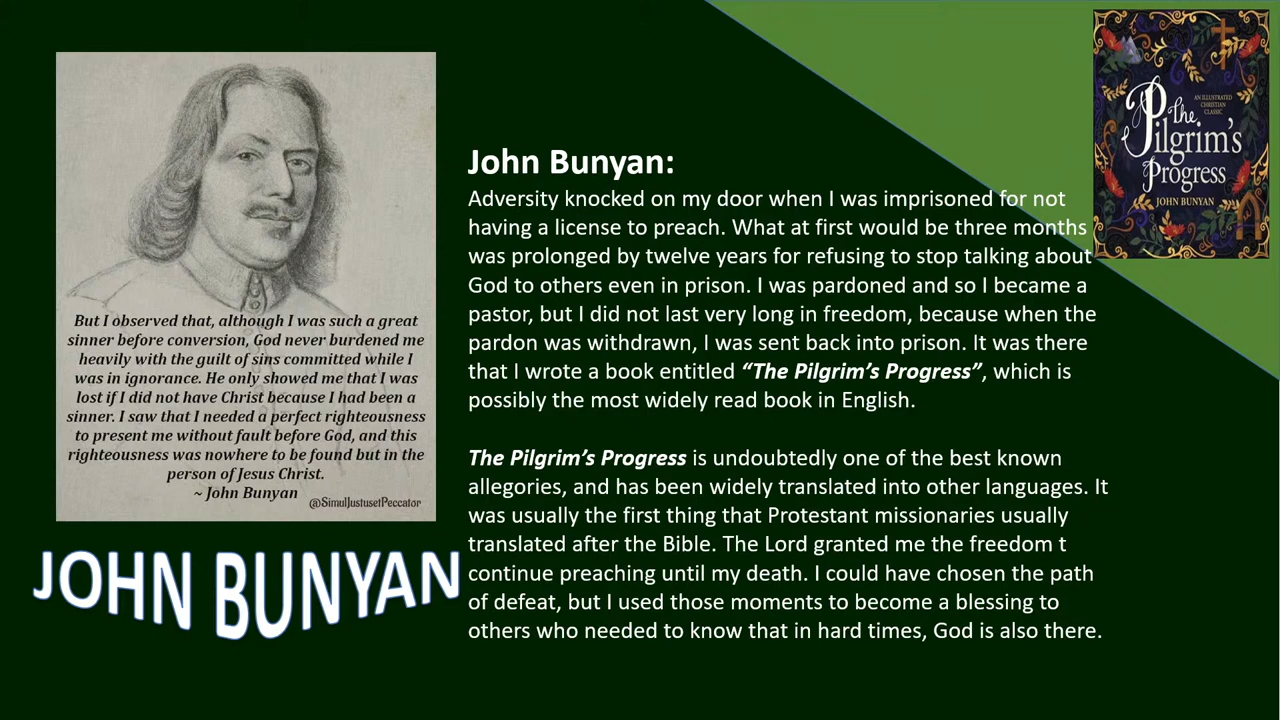 But I observed that, although I was such a great
sinner before conversion, God never burdened me
heavily with the guilt of sins committed while I
was in ignorance. He only showed me that I was
lost if I did not have Christ because I had been a
sinner. I saw that I needed a perfect righteousness
to present me without fault before God, and this
righteousness was nowhere to be found but in the
person of Jesus Christ.
~ John Bunyan
@SimulJustusetPeccator
JOHN BUNYAN
John Bunyan:
Adversity knocked on my door when I was imprisoned for not
having a license to preach. What at first would be three months
was prolonged by twelve years for refusing to stop talking about
God to others even in prison. I was pardoned and so I became a
pastor, but I did not last very long in freedom, because when the
pardon was withdrawn, I was sent back into prison. It was there
that I wrote a book entitled “The Pilgrim’s Progress”, which is
possibly the most widely read book in English.
The Pilgrim’s Progress is undoubtedly one of the best known
allegories, and has been widely translated into other languages. It
was usually the first thing that Protestant missionaries usually
translated after the Bible. The Lord granted me the freedom t
continue preaching until my death. I could have chosen the path
of defeat, but I used those moments to become a blessing to
others who needed to know that in hard times, God is also there.
AN ILLUSTRATED
CHRISTIAN
CLASSIC
The
Pilgrim's
Progress
JOHN BUNYAN